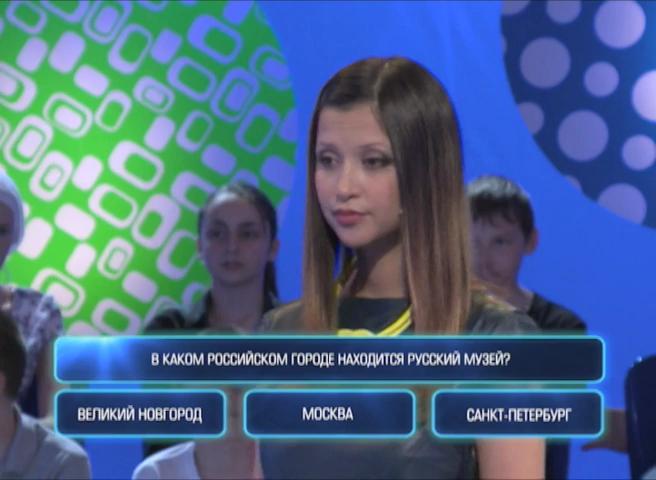 В КАКОМ РОССИЙСКОМ ГОРОДЕ НАХОДИТСЯ РУССКИЙ МУЗЕЙ?
ВЕЛИКИЙ НОВГОРОД
МОСКВА
САНКТ-ПЕТЕРБУРГ